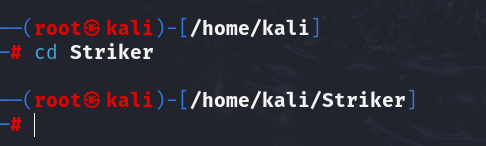 ──(root㉿kali)-[/home/kali]
─# cd Striker
──(root㉿kali)-[/home/kali/Striker]
─#